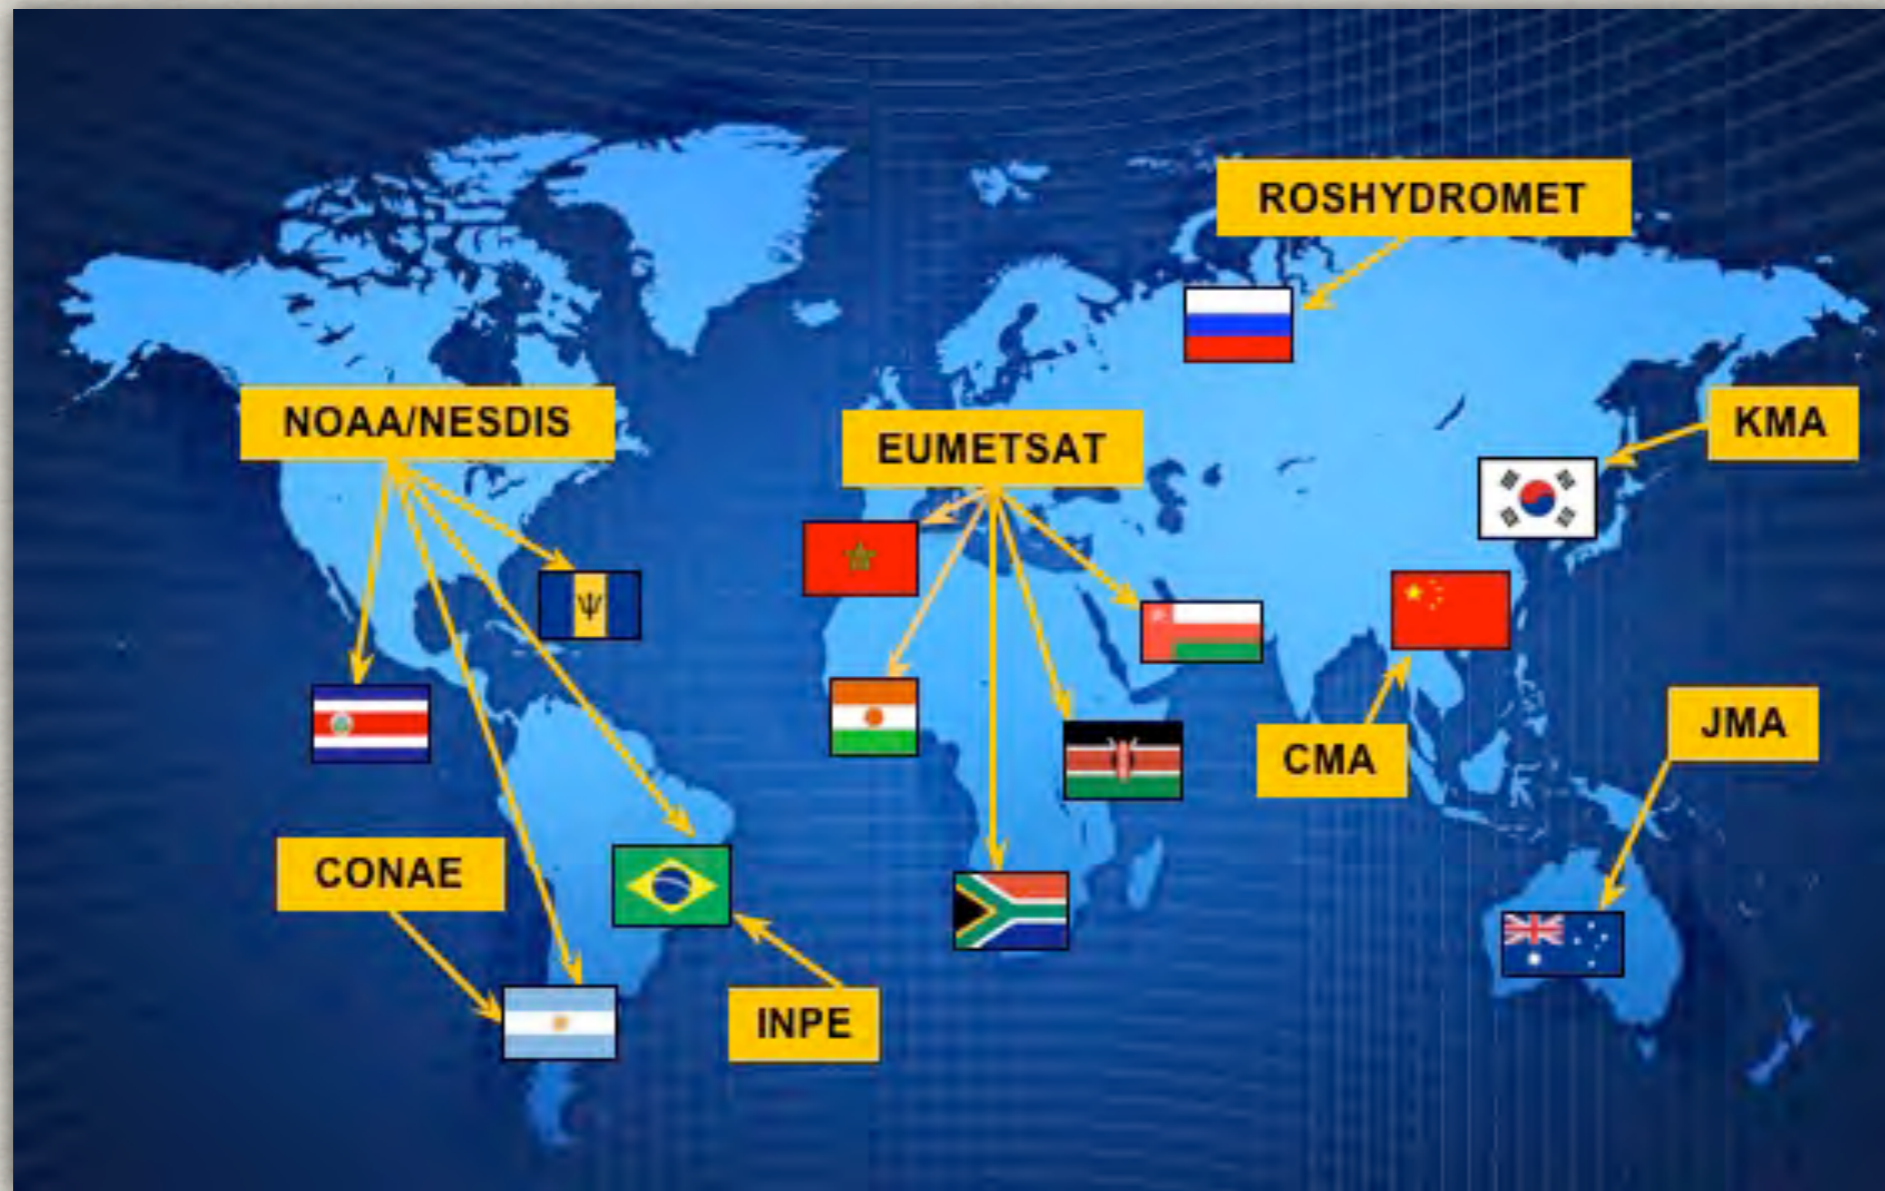 ROSHYDROMET
NOAA/NESDIS
KMA
EUMETSAT
JMA
CMA
CONAE
INPE